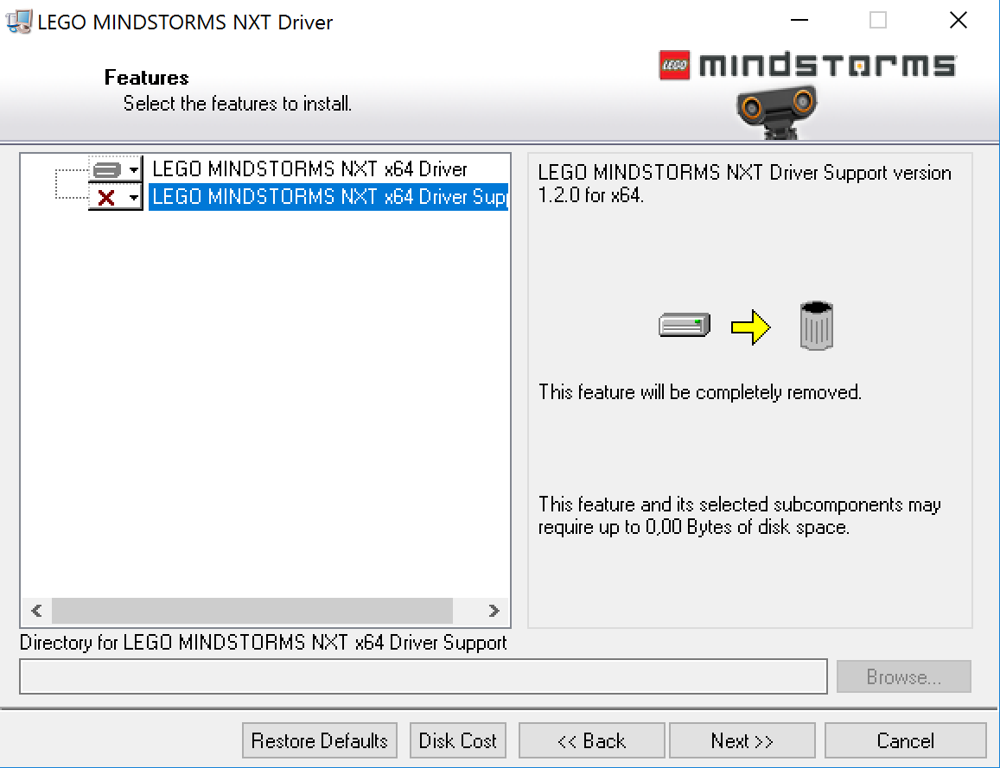 LEGO MINDSTORMS NXT Driver
Features
Select the features to install.
LEGO mindstorms
LEGO MINDSTORMS NXT x64 Driver
LEGO MINDSTORMS NXT x64 Driver Supp
LEGO MINDSTORMS NXT Driver Support version
1.2.0 for x64.
This feature will be completely removed.
This feature and its selected subcomponents may
require up to 0,00 Bytes of disk space.
Directory for LEGO MINDSTORMS NXT x64 Driver Support
Browse...
Restore Defaults
Disk Cost
<< Back
Next >>
Cancel